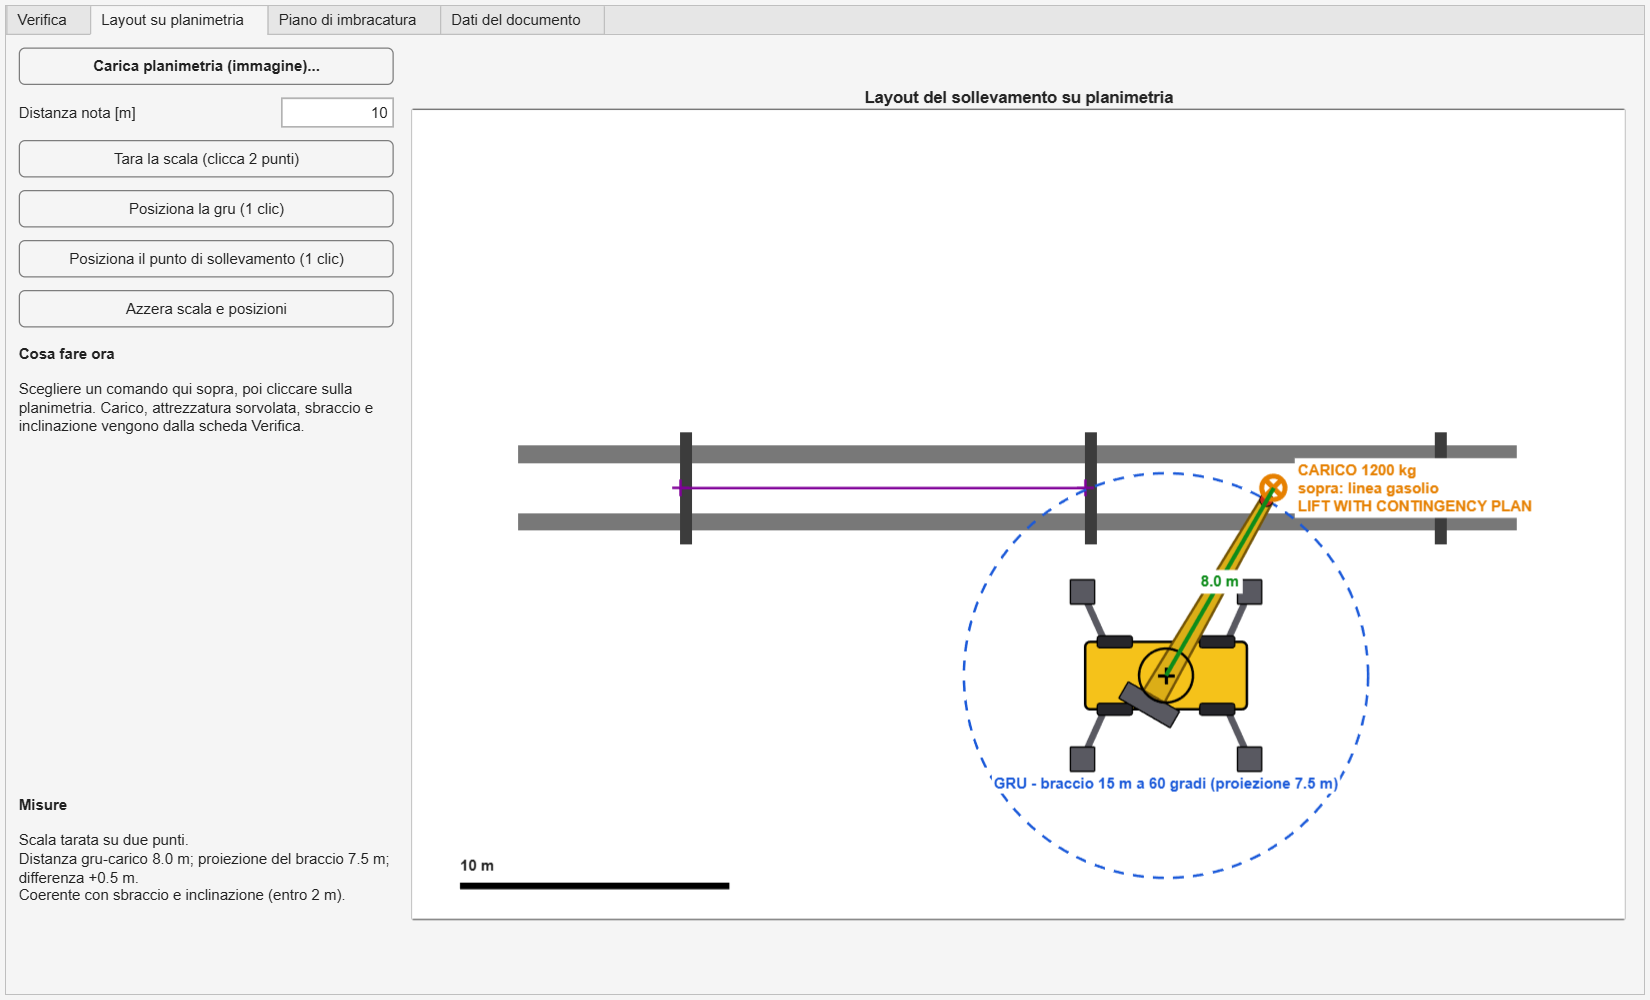 Verifica
Layout su planimetria
Piano di imbracatura
Dati del documento
Carica planimetria (immagine)...
Distanza nota [m]
10
Tara la scala (clicca 2 punti)
Posiziona la gru (1 clic)
Posiziona il punto di sollevamento (1 clic)
Azzera scala e posizioni
Cosa fare ora
Scegliere un comando qui sopra, poi cliccare sulla
planimetria. Carico, attrezzatura sorvolata, sbraccio e
inclinazione vengono dalla scheda Verifica.
Misure
Scala tarata su due punti.
Distanza gru-carico 8.0 m; proiezione del braccio 7.5 m;
differenza +0.5 m.
Coerente con sbraccio e inclinazione (entro 2 m).
Layout del sollevamento su planimetria
CARICO 1200 kg
sopra: linea gasolio
LIFT WITH CONTINGENCY PLAN
8.0 m
GRU - braccio 15 m a 60 gradi (proiezione 7.5 m)
10 m